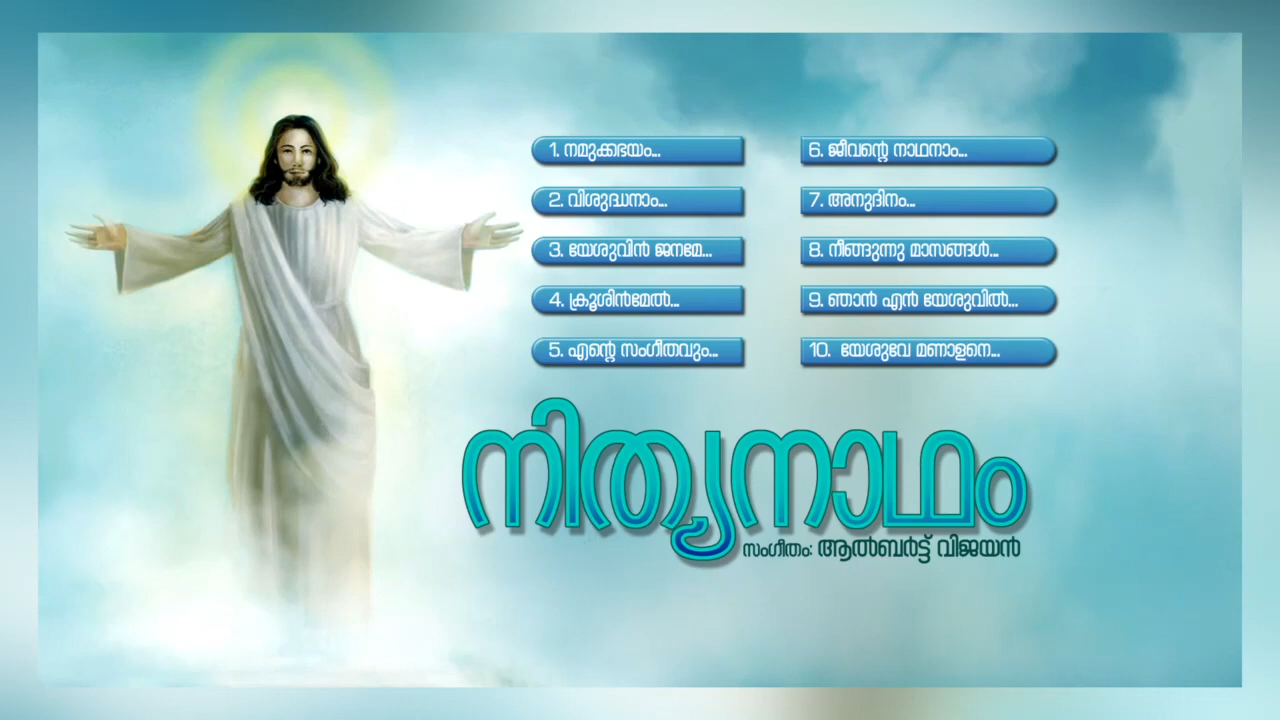 1. നമുക്കഭയം...
2. വിശുദ്ധനാം...
3. യേശുവിൻ ജനമേ...
4. ക്രൂശിൻമേൽ...
5. എന്റെ സംഗീതവും...
6. ജീവന്റെ നാഥനാം...
7. അനുദിനം...
8. നീങ്ങുന്നു മാസങ്ങൾ...
9. ഞാൻ എൻ യേശുവിൽ...
10. യേശുവേ മണാളനെ...
നിത്യനാഥം
സംഗീതം: ആൽബർട്ട് വിജയൻ